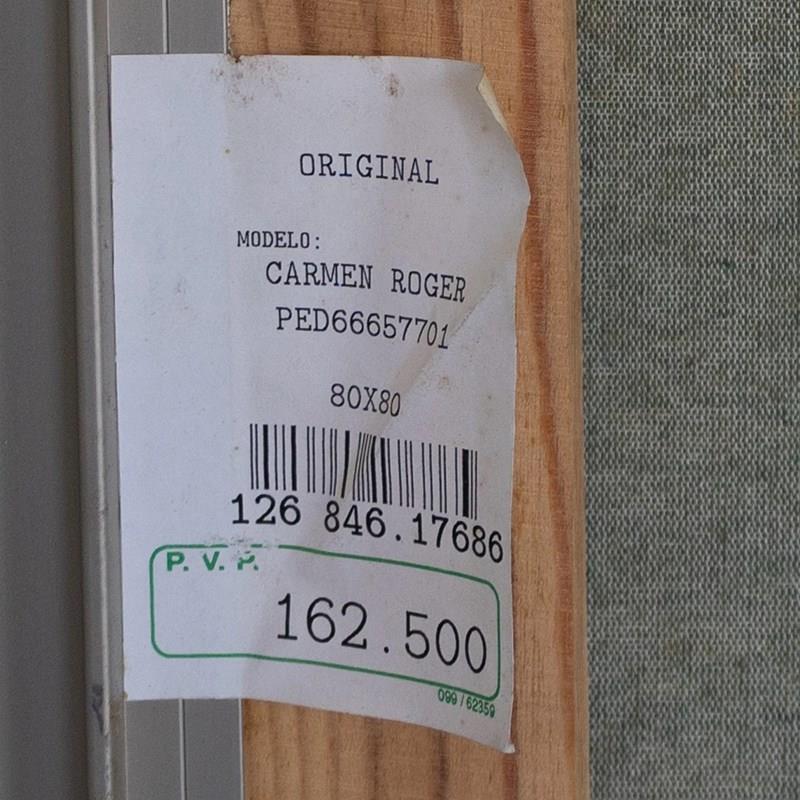 ORIGINAL
MODELO:
CARMEN ROGER
PED66657701
80X80
126 846.17686
P. V. P.
162.500
099 / 62359